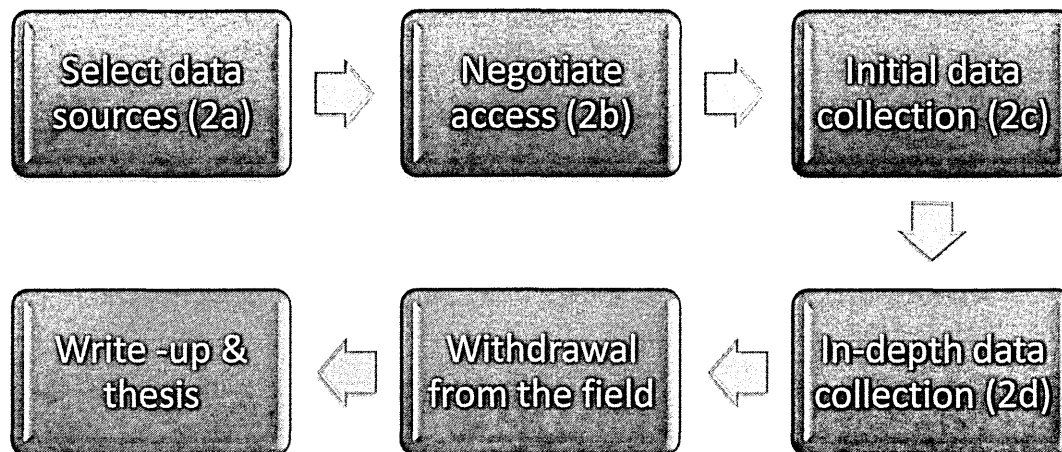 Select data
sources (2a)
Negotiate
access (2b)
Initial data
collection (2c)
In-depth data
collection (2d)
Withdrawal
from the field
Write -up &
thesis